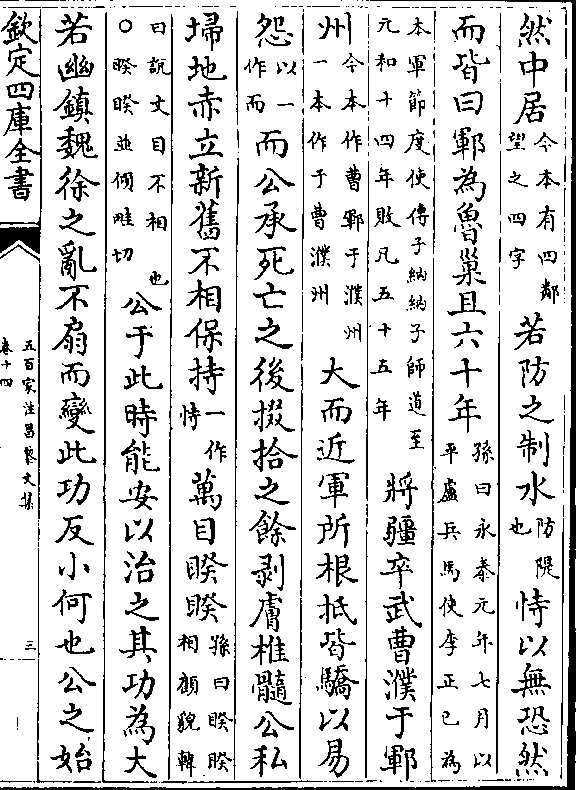 然中居今本有四鄰望之四字若防之制水防隄也恃以無恐然
而皆曰鄆為魯巢且六十年孫曰永泰元年七月以平盧兵馬使李正已為
本軍節度使傳子納納子師道至元和十四年敗凡五十五年將疆卒武曹濮于鄆
州今本作曹鄆于濮州一本作于曹濮州大而近軍所根抵皆驕以易
怨以一作而而公承死亡之後掇拾之餘剥膚椎髓公私
埽地赤立新舊不相保持一作恃萬目睽睽孫曰睽睽相顧貌韓
曰説文目不相也○睽睽並傾畦切公于此時能安以治之其功為大
若幽鎮魏徐之亂不扇而變此功反小何也公之始
欽定四庫全書
五百家注昌黎文集
卷十四
三